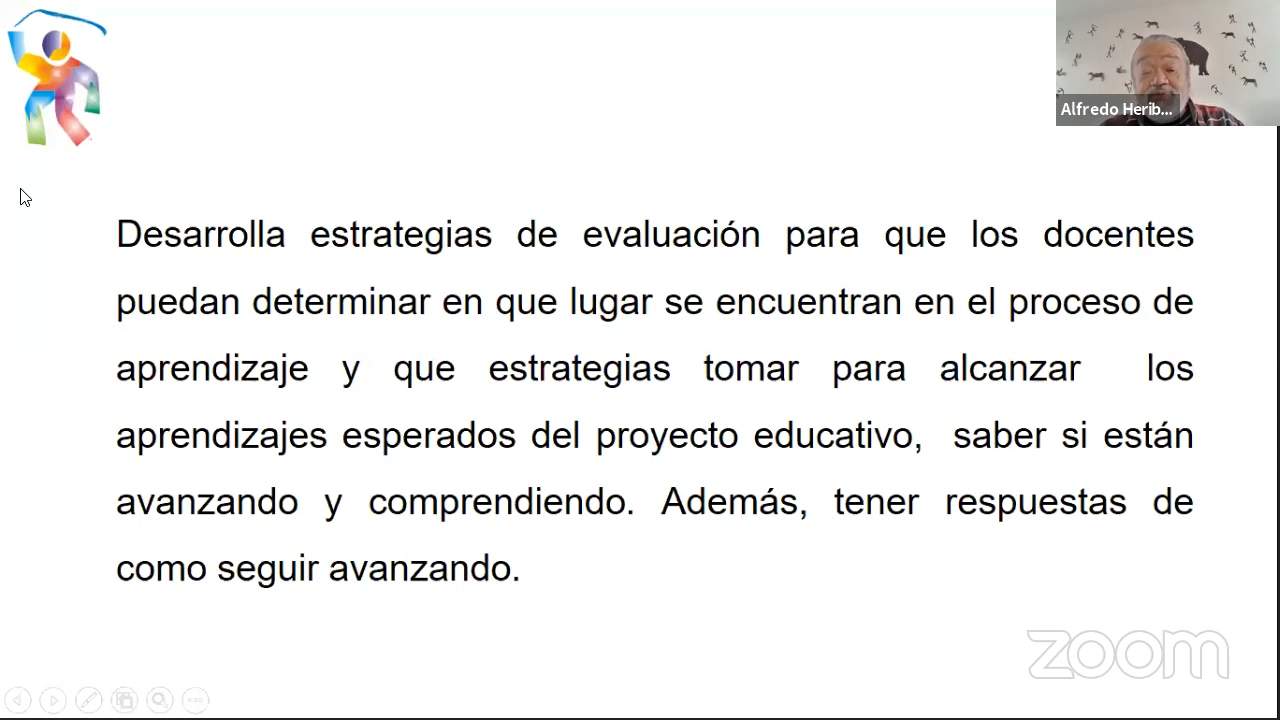 Alfredo Herib...
Desarrolla estrategias de evaluación para que los docentes
puedan determinar en que lugar se encuentran en el proceso de
aprendizaje y que estrategias tomar para alcanzar los
aprendizajes esperados del proyecto educativo, saber si están
avanzando y comprendiendo. Además, tener respuestas de
como seguir avanzando.
zoom